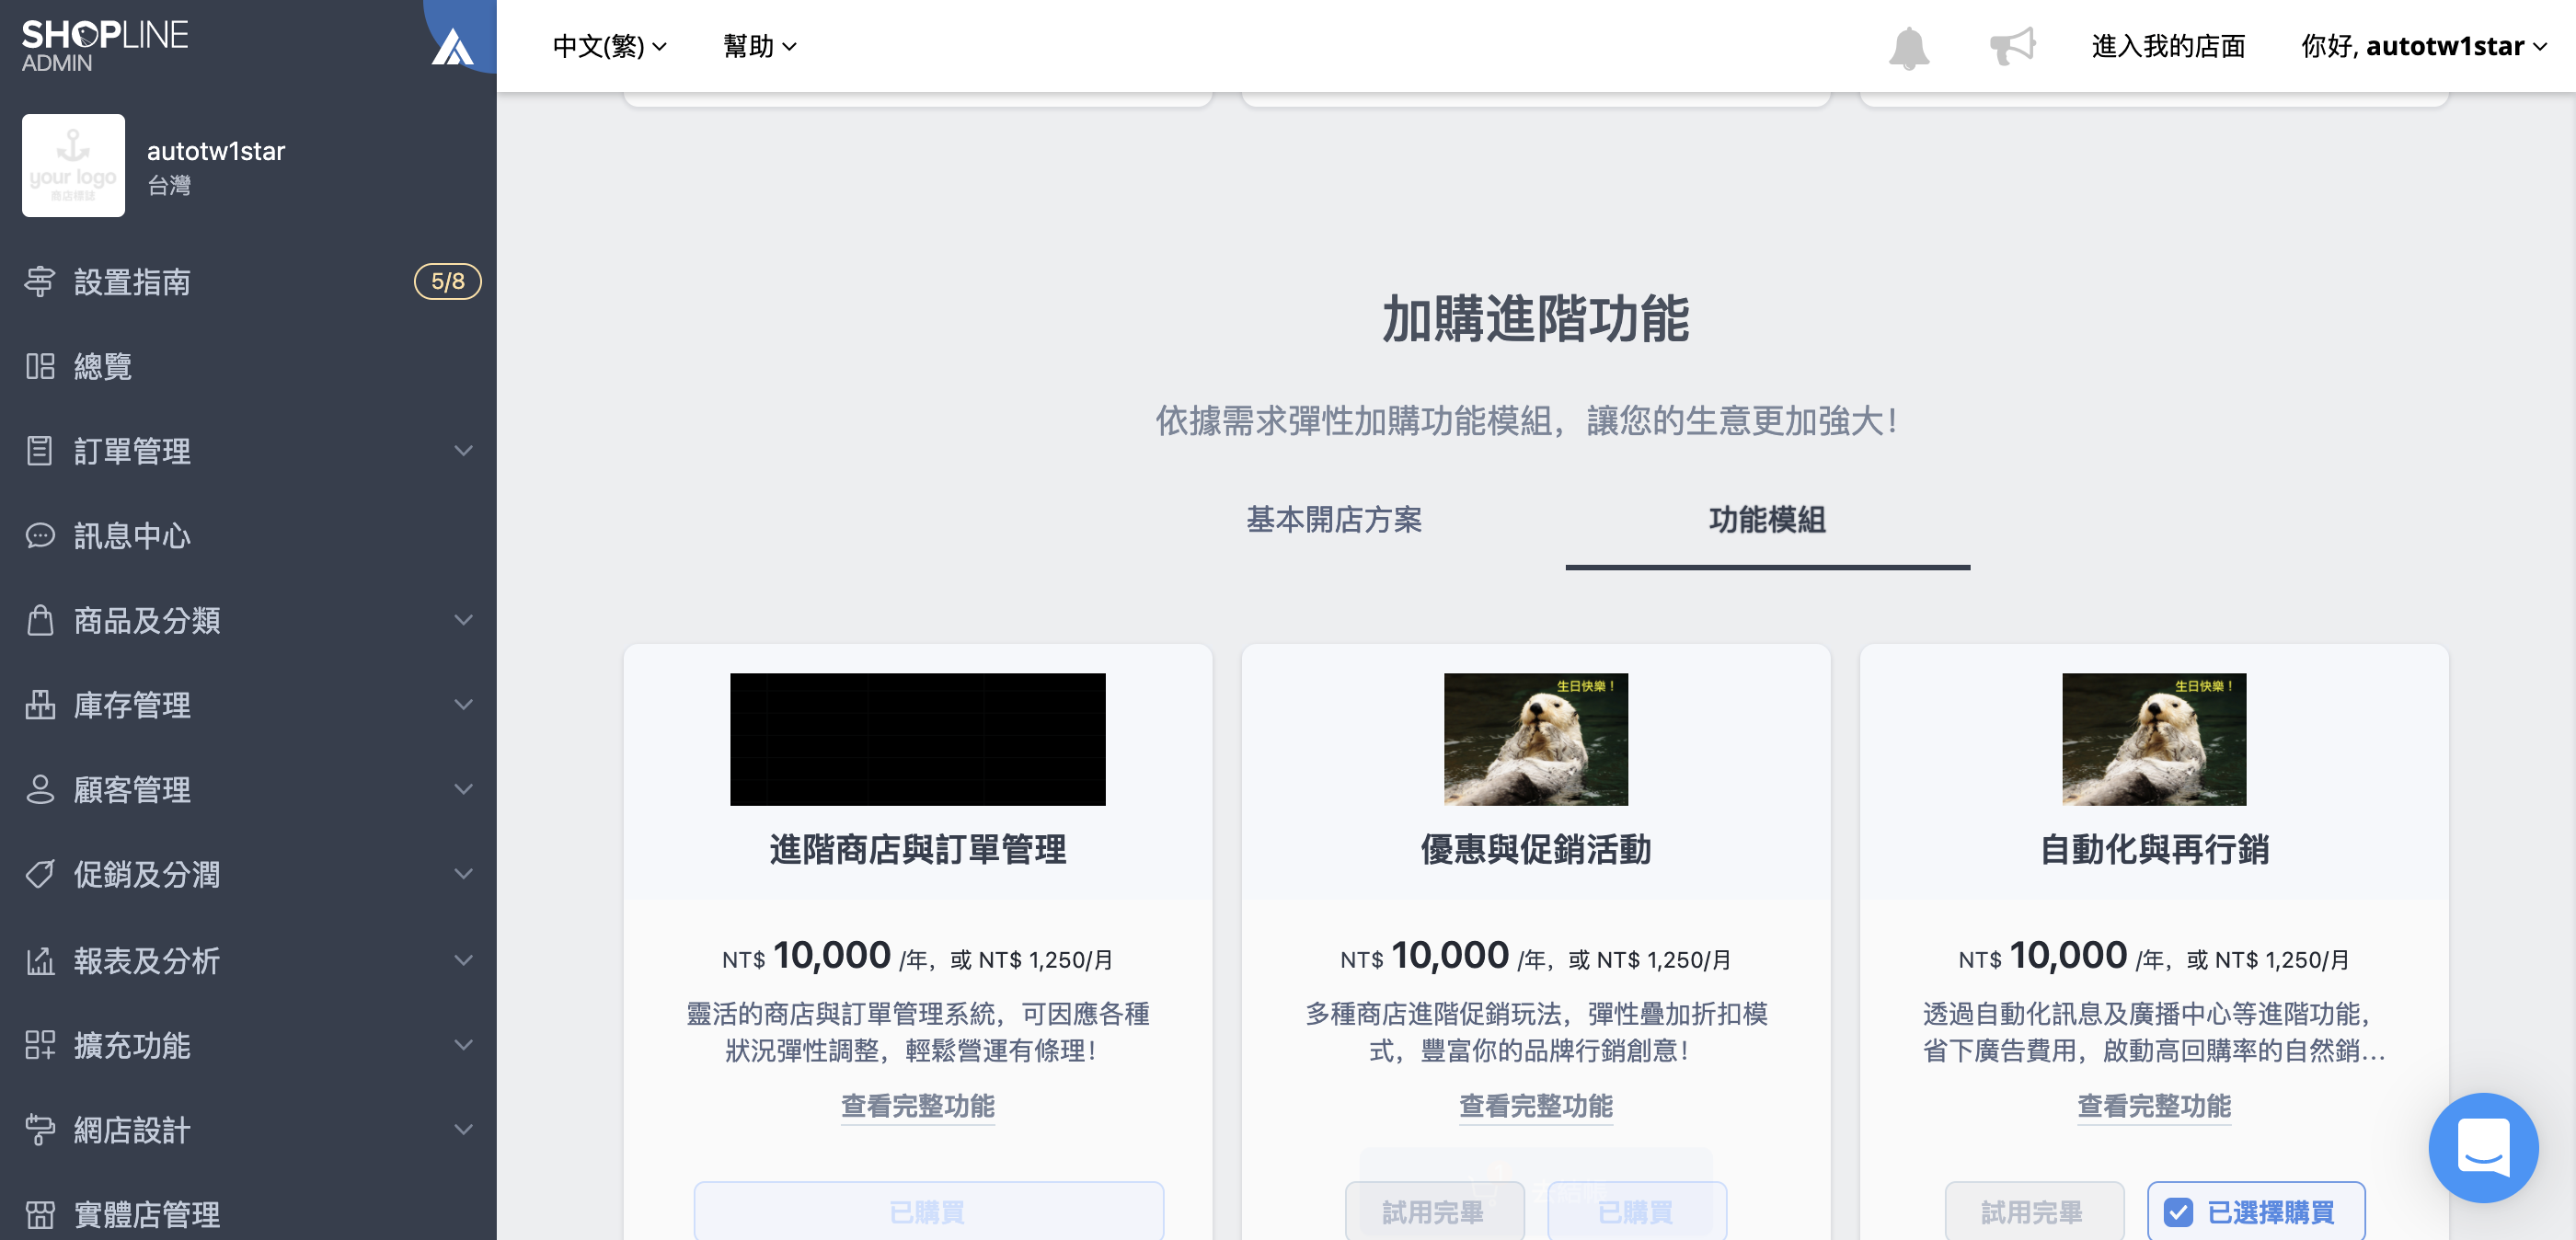 SHOPLINE
ADMIN
中文(繁)
幫助
進入我的店面
你好, autotw1star
your logo
商店標誌
autotw1star
台灣
設置指南
5/8
總覽
訂單管理
訊息中心
商品及分類
庫存管理
顧客管理
促銷及分潤
報表及分析
擴充功能
網店設計
實體店管理
加購進階功能
依據需求彈性加購功能模組，讓您的生意更加強大！
基本開店方案
功能模組
進階商店與訂單管理
NT$ 10,000 /年，或 NT$ 1,250/月
靈活的商店與訂單管理系統，可因應各種
狀況彈性調整，輕鬆營運有條理！
查看完整功能
已購買
生日快樂！
優惠與促銷活動
NT$ 10,000 /年，或 NT$ 1,250/月
多種商店進階促銷玩法，彈性疊加折扣模
式，豐富你的品牌行銷創意！
查看完整功能
試用完畢
已購買
生日快樂！
自動化與再行銷
NT$ 10,000 /年，或 NT$ 1,250/月
透過自動化訊息及廣播中心等進階功能，
省下廣告費用，啟動高回購率的自然銷...
查看完整功能
試用完畢
已選擇購買